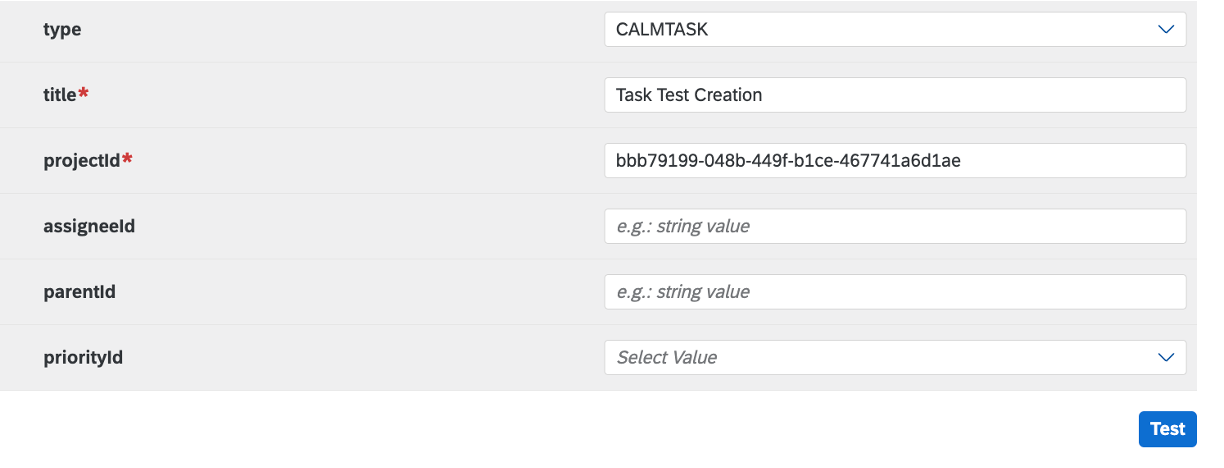 type CALMTASK
title* Task Test Creation
projectId* bbb79199-048b-449f-b1ce-467741a6d1ae
assigneeId e.g.: string value
parentId e.g.: string value
priorityId Select Value
Test